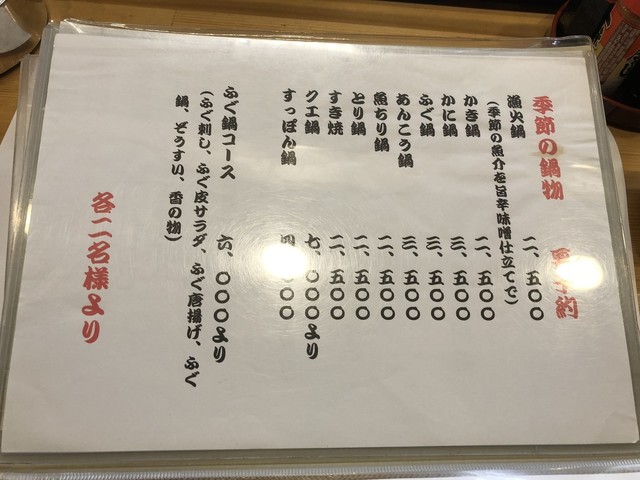 季節の鍋物 要予約
漁火鍋 二、五〇〇
(季節の魚介を旨辛味噌仕立てで)
かき鍋 二、五〇〇
かに鍋 三、五〇〇
ふぐ鍋 三、五〇〇
あんこう鍋 三、五〇〇
魚ちり鍋 二、五〇〇
とり鍋 二、五〇〇
すき焼 二、五〇〇
クエ鍋 七、〇〇〇より
すっぽん鍋 四、〇〇〇
ふぐ鍋コース 六、〇〇〇より
(ふぐ刺し、ふぐ皮サラダ、ふぐ唐揚げ、ふぐ
鍋、ぞうすい、香の物)
各二名様より